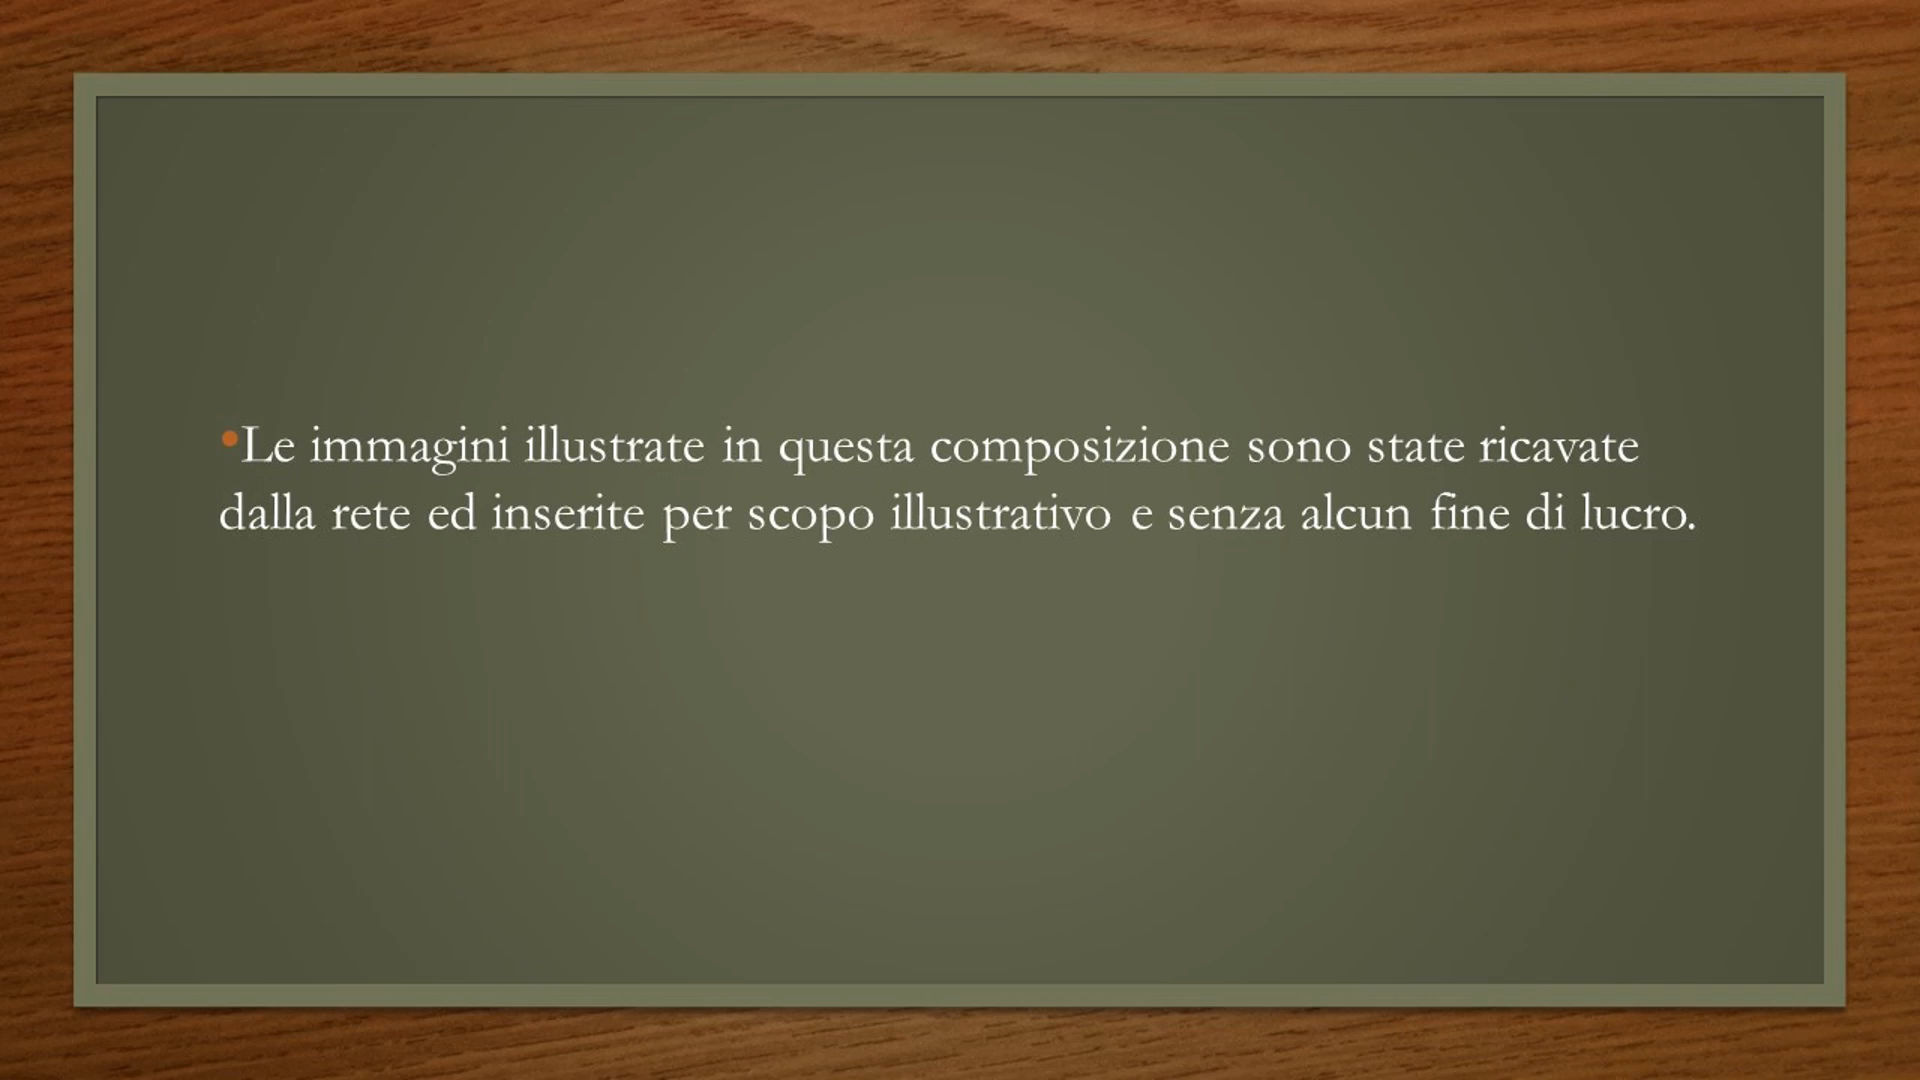 •Le immagini illustrate in questa composizione sono state ricavate
dalla rete ed inserite per scopo illustrativo e senza alcun fine di lucro.